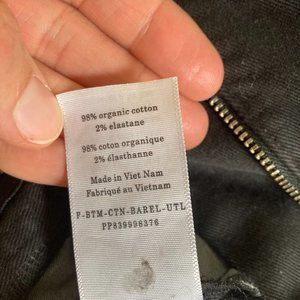 98% organic cotton
2% elastane
98% coton organique
2% élasthanne
Made in Viet Nam
Fabriqué au Vietnam
F-BTM-CTN-BAREL-UTL
PP839998376